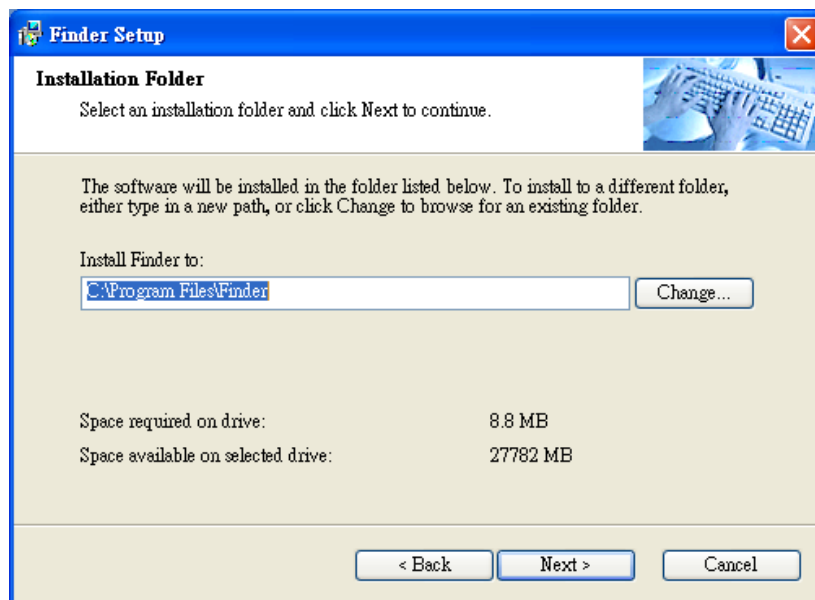 Finder Setup
Installation Folder
Select an installation folder and click Next to continue.
The software will be installed in the folder listed below. To install to a different folder,
either type in a new path, or click Change to browse for an existing folder.
Install Finder to:
C:\Program Files\Finder
Change...
Space required on drive: 8.8 MB
Space available on selected drive: 27782 MB
< Back Next > Cancel